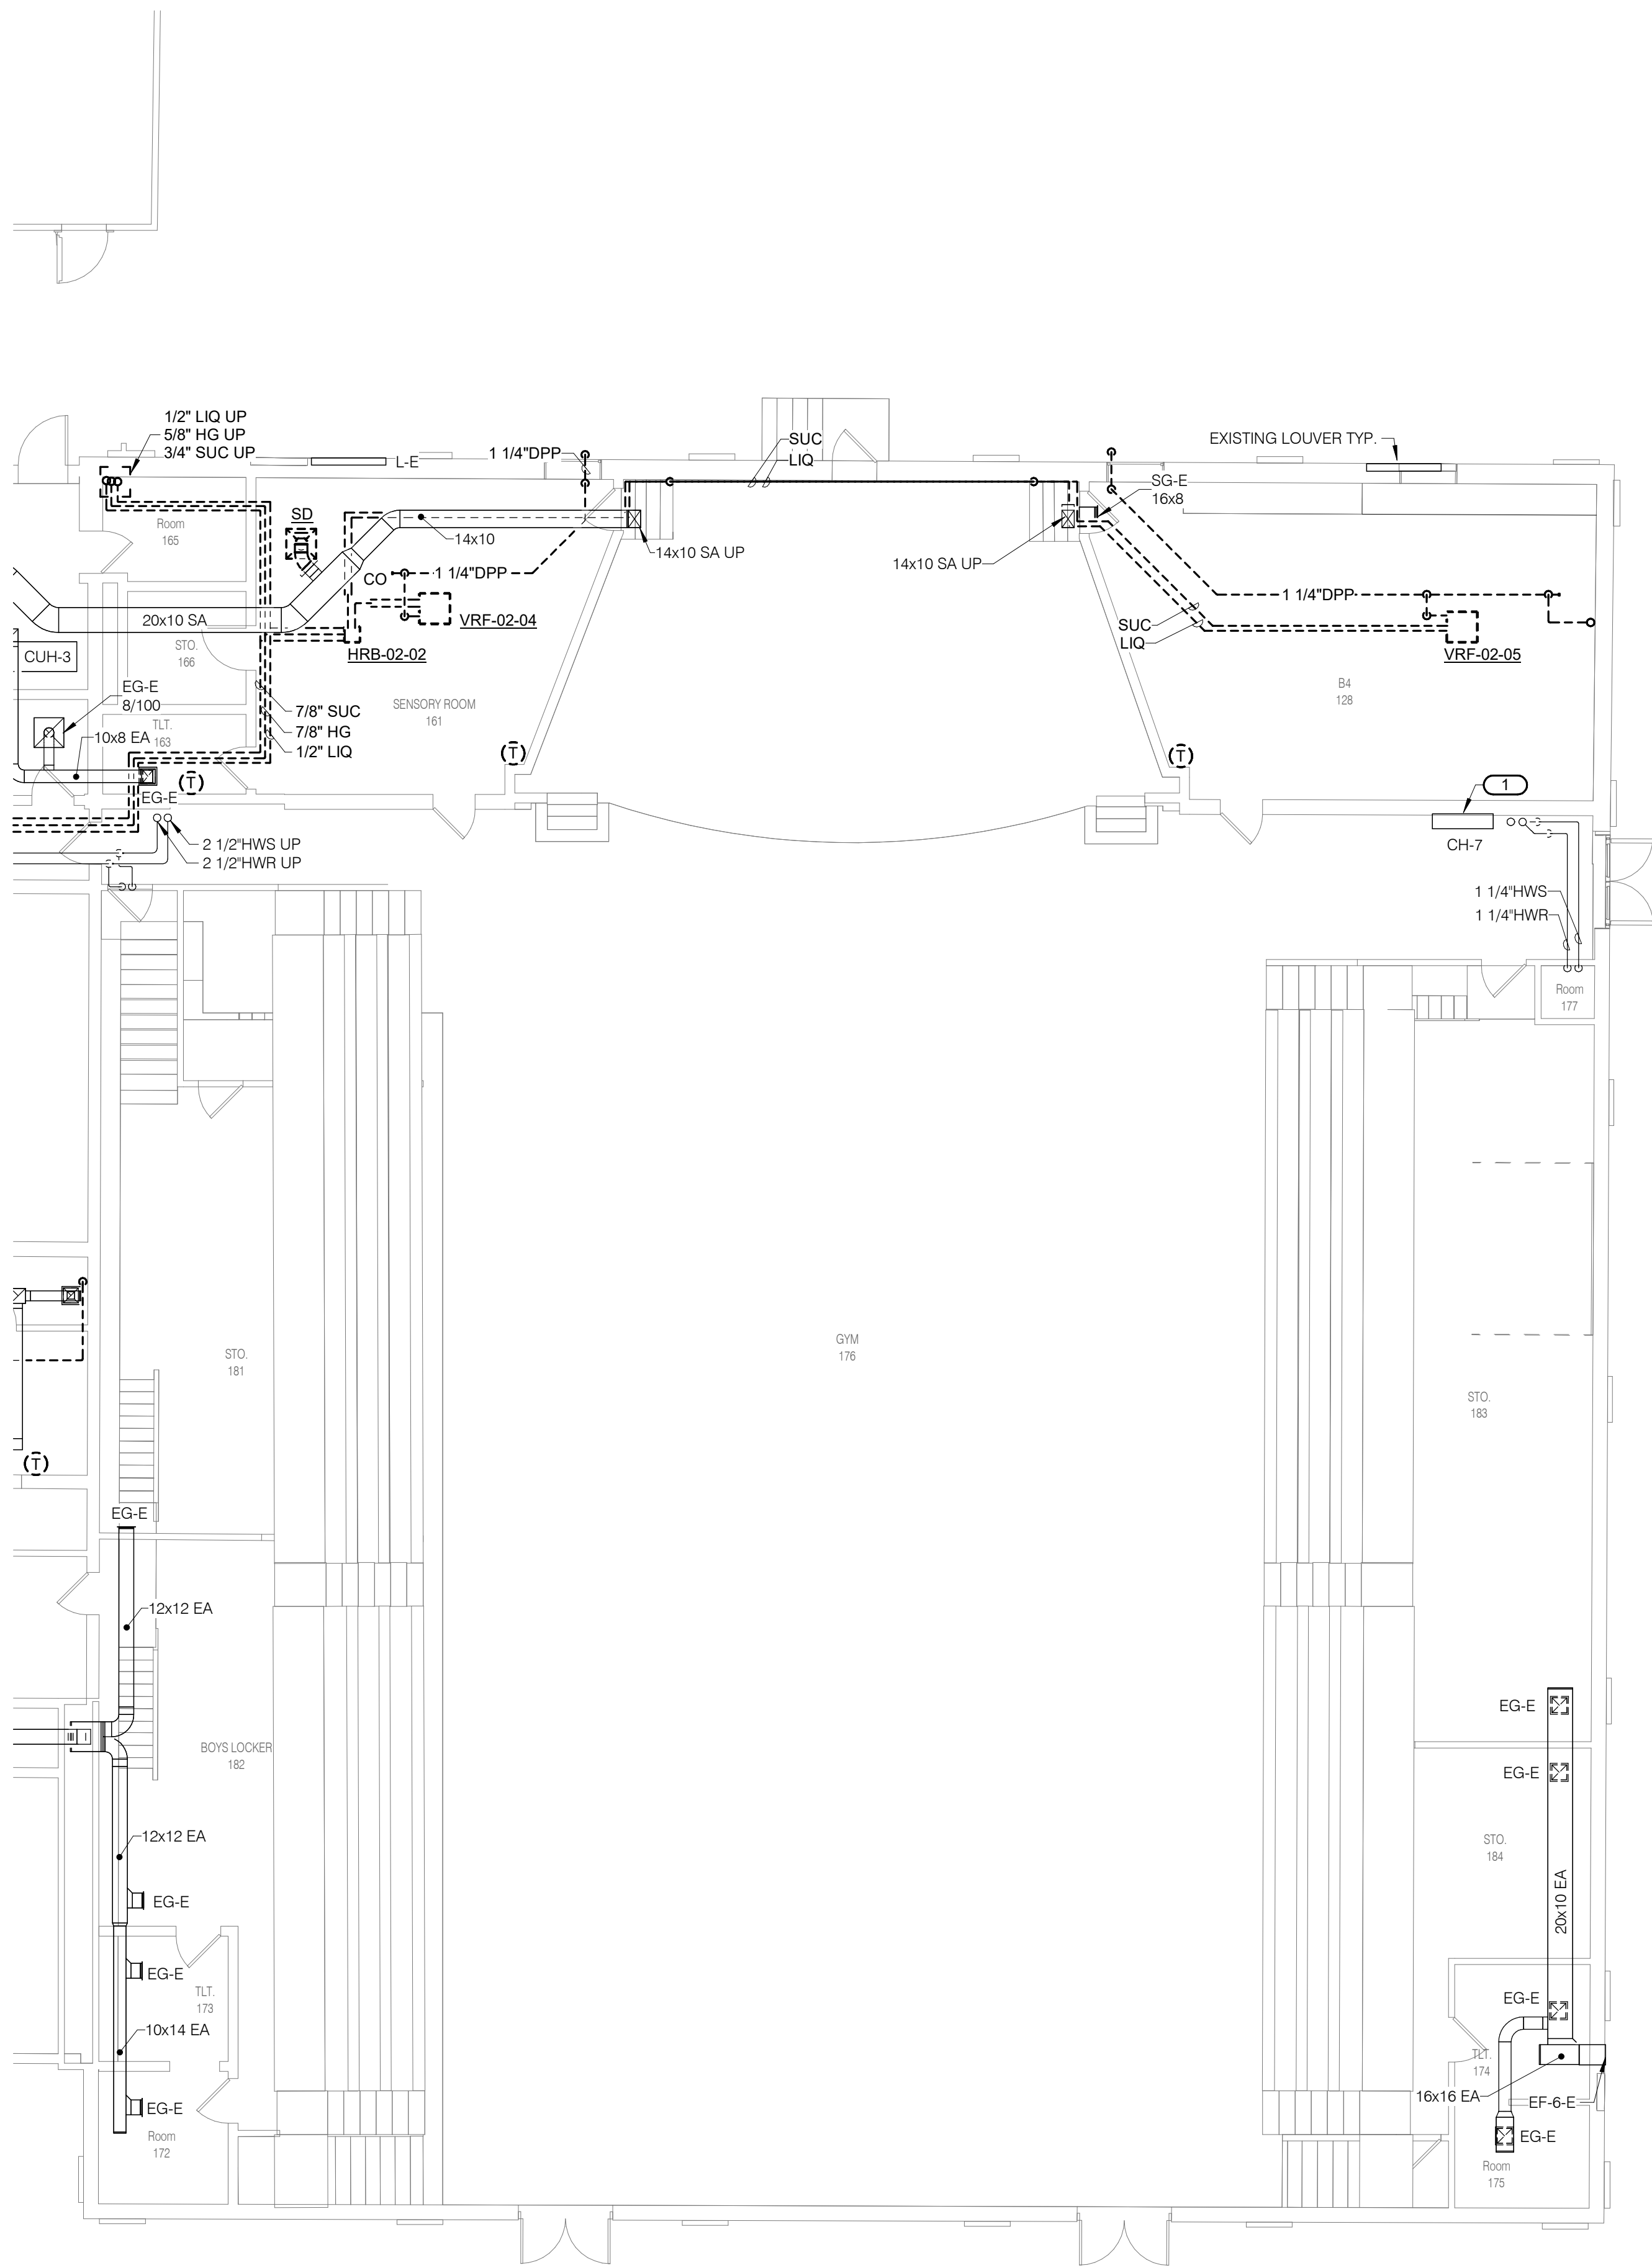 1/2" LIQ UP
5/8" HG UP
3/4" SUC UP
L-E
1 1/4"DPP
SUC
LIQ
EXISTING LOUVER TYP.
SG-E
16x8
Room
165
SD
14x10
14x10 SA UP
14x10 SA UP
CO
1 1/4"DPP
1 1/4"DPP
20x10 SA
VRF-02-04
SUC
LIQ
HRB-02-02
VRF-02-05
CUH-3
STO.
166
EG-E
8/100
7/8" SUC
7/8" HG
1/2" LIQ
SENSORY ROOM
161
B4
128
TLT.
163
10x8 EA
T
T
T
EG-E
1
2 1/2"HWS UP
2 1/2"HWR UP
CH-7
1 1/4"HWS
1 1/4"HWR
Room
177
STO.
181
GYM
176
STO.
183
T
EG-E
12x12 EA
EG-E
BOYS LOCKER
182
EG-E
12x12 EA
STO.
184
EG-E
20x10 EA
EG-E
TLT.
173
EG-E
10x14 EA
TLT.
174
16x16 EA
EF-6-E
EG-E
Room
172
EG-E
Room
175